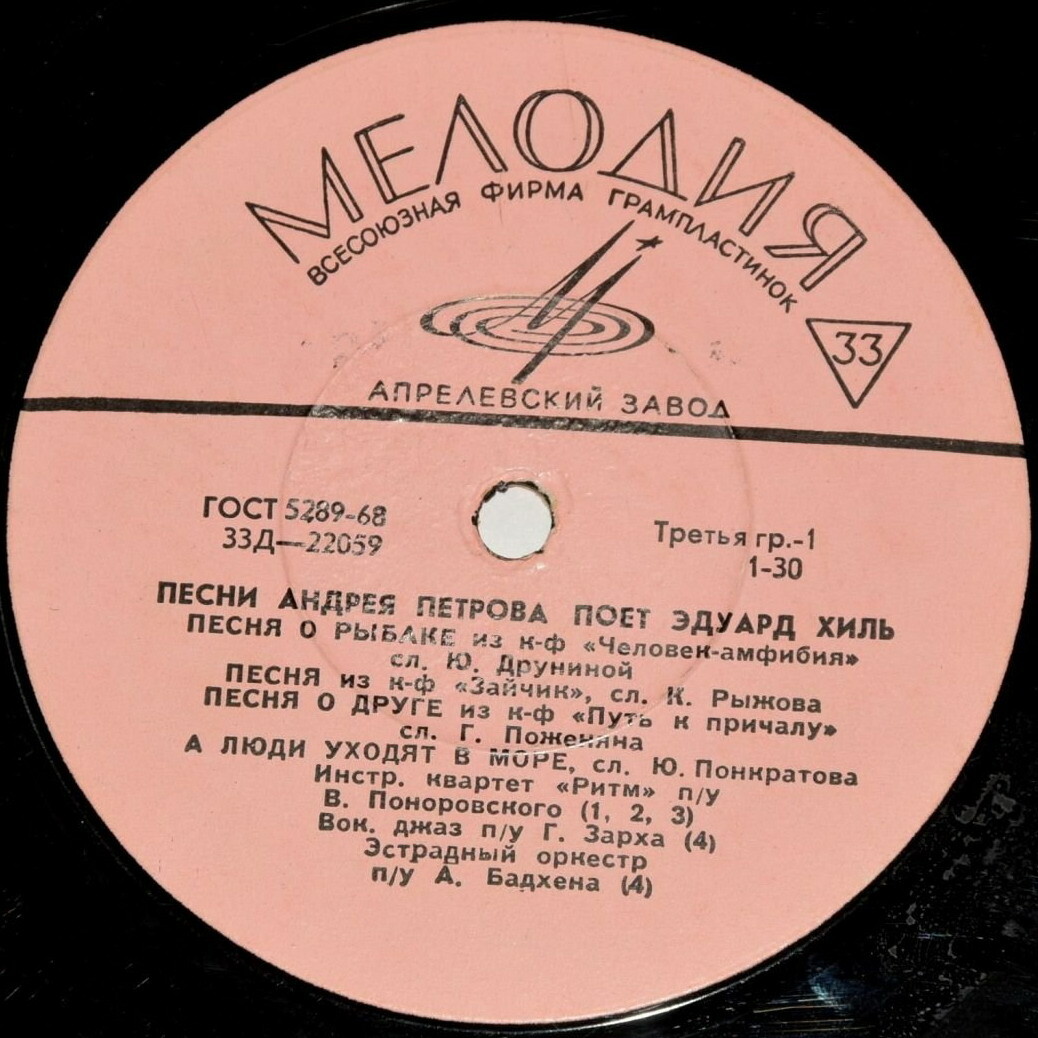 МЕЛОДИЯ
ВСЕСОЮЗНАЯ ФИРМА ГРАМПЛАСТИНОК
33
АПРЕЛЕВСКИЙ ЗАВОД
ГОСТ 5289-68
33Д—22059
Третья гр.-1
1-30
ПЕСНИ АНДРЕЯ ПЕТРОВА ПОЕТ ЭДУАРД ХИЛЬ
ПЕСНЯ О РЫБАКЕ из к-ф «Человек-амфибия»
сл. Ю. Друниной
ПЕСНЯ из к-ф «Зайчик», сл. К. Рыжова
ПЕСНЯ О ДРУГЕ из к-ф «Путь к причалу»
сл. Г. Поженяна
А ЛЮДИ УХОДЯТ В МОРЕ, сл. Ю. Понкратова
Инстр. квартет «Ритм» п/у
В. Поноровского (1, 2, 3)
Вок. джаз п/у Г. Зарха (4)
Эстрадный оркестр
п/у А. Бадхена (4)